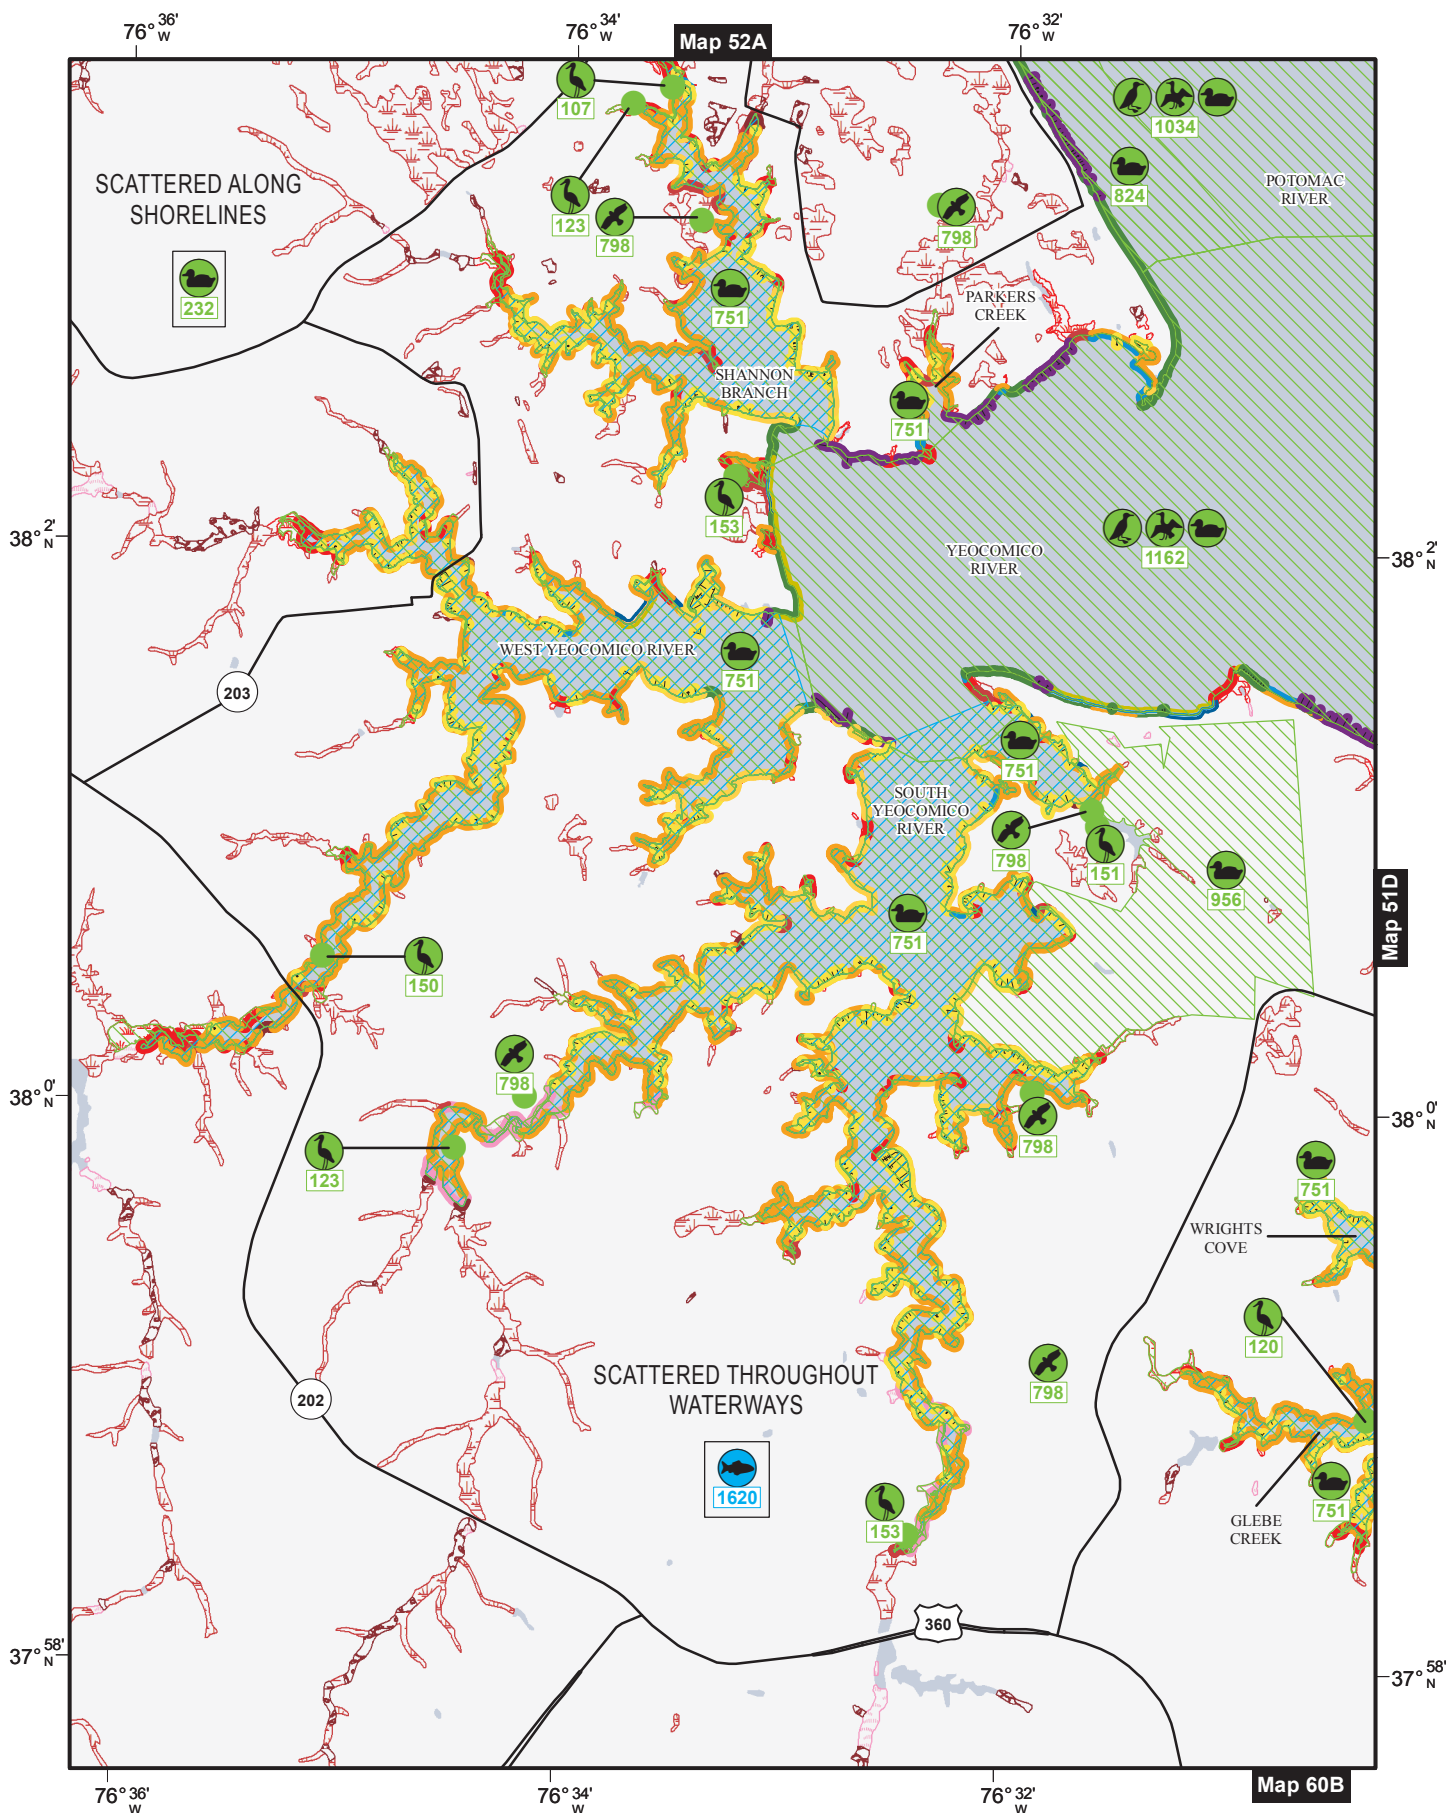 76° 36' W
76° 34' W
76° 32' W
Map 52A
107
1034
SCATTERED ALONG
SHORELINES
123
798
824
POTOMAC
RIVER
798
232
PARKERS
CREEK
751
SHANNON
BRANCH
751
153
38° 2' N
1162
YEOCOMICO
RIVER
38° 2' N
WEST YEOCOMICO RIVER
751
203
751
SOUTH
YEOCOMICO
RIVER
798
151
956
Map 51D
751
150
798
38° 0' N
38° 0' N
798
123
751
WRIGHTS
COVE
120
SCATTERED THROUGHOUT
WATERWAYS
798
202
1620
153
751
GLEBE
CREEK
360
37° 58' N
37° 58' N
76° 36' W
76° 34' W
76° 32' W
Map 60B